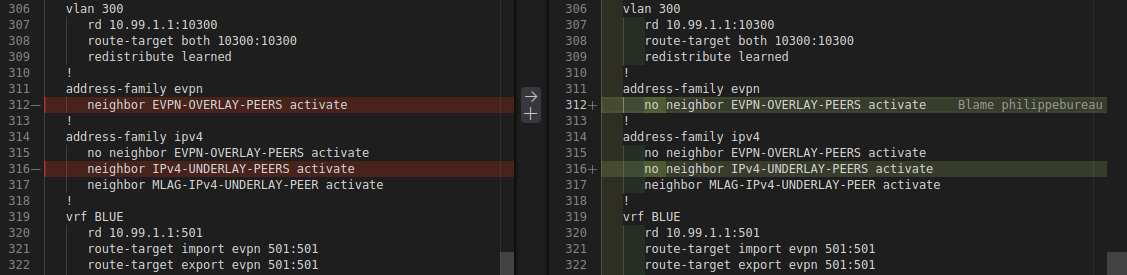 306 vlan 300
307 rd 10.99.1.1:10300
308 route-target both 10300:10300
309 redistribute learned
310 !
311 address-family evpn
312— neighbor EVPN-OVERLAY-PEERS activate
313 !
314 address-family ipv4
315 no neighbor EVPN-OVERLAY-PEERS activate
316— neighbor IPv4-UNDERLAY-PEERS activate
317 neighbor MLAG-IPv4-UNDERLAY-PEER activate
318 !
319 vrf BLUE
320 rd 10.99.1.1:501
321 route-target import evpn 501:501
322 route-target export evpn 501:501
306 vlan 300
307 rd 10.99.1.1:10300
308 route-target both 10300:10300
309 redistribute learned
310 !
311 address-family evpn
312+ no neighbor EVPN-OVERLAY-PEERS activate Blame philippebureau
313 !
314 address-family ipv4
315 no neighbor EVPN-OVERLAY-PEERS activate
316+ no neighbor IPv4-UNDERLAY-PEERS activate
317 neighbor MLAG-IPv4-UNDERLAY-PEER activate
318 !
319 vrf BLUE
320 rd 10.99.1.1:501
321 route-target import evpn 501:501
322 route-target export evpn 501:501